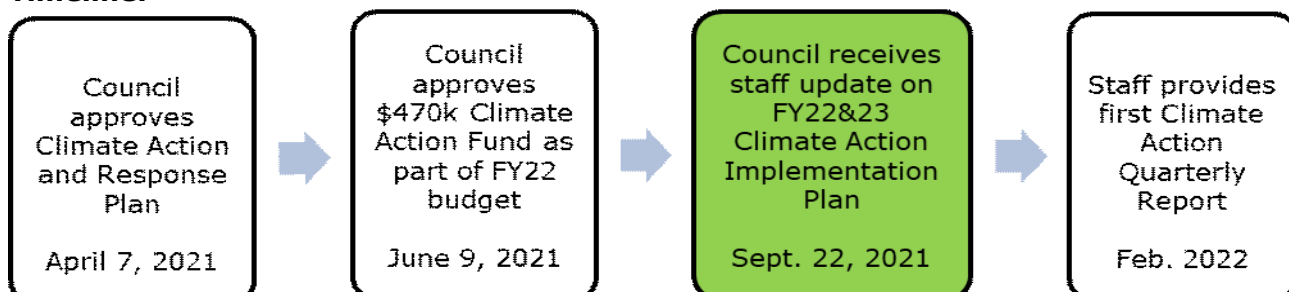 Council
approves
Climate Action
and Response
Plan
April 7, 2021
Council
approves
$470k Climate
Action Fund as
part of FY22
budget
June 9, 2021
Council receives
staff update on
FY22&23
Climate Action
Implementation
Plan
Sept. 22, 2021
Staff provides
first Climate
Action
Quarterly
Report
Feb. 2022